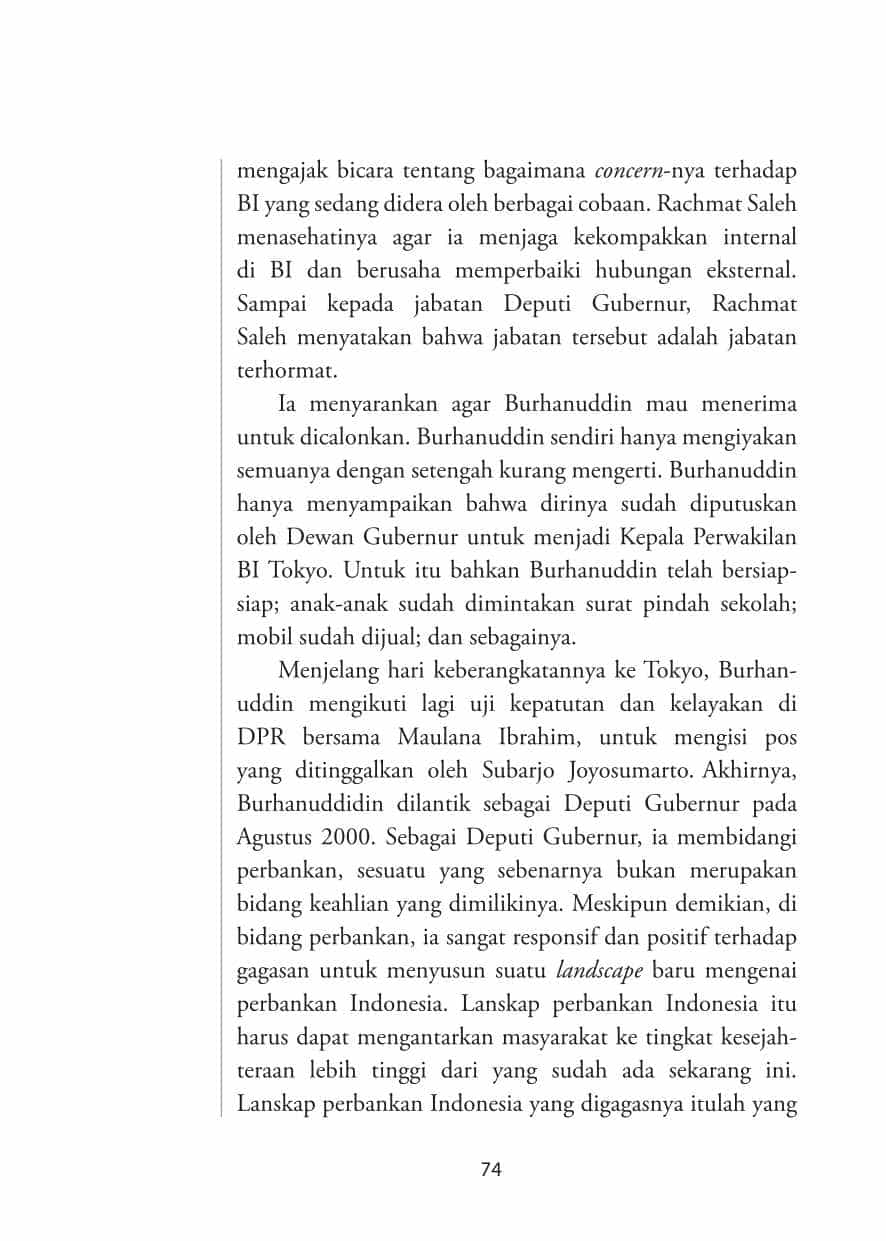 mengajak bicara tentang bagaimana concern-nya terhadap
BI yang sedang didera oleh berbagai cobaan. Rachmat Saleh
menasehatinya agar ia menjaga kekompakkan internal
di BI dan berusaha memperbaiki hubungan eksternal.
Sampai kepada jabatan Deputi Gubernur, Rachmat
Saleh menyatakan bahwa jabatan tersebut adalah jabatan
terhormat.
Ia menyarankan agar Burhanuddin mau menerima
untuk dicalonkan. Burhanuddin sendiri hanya mengiyakan
semuanya dengan setengah kurang mengerti. Burhanuddin
hanya menyampaikan bahwa dirinya sudah diputuskan
oleh Dewan Gubernur untuk menjadi Kepala Perwakilan
BI Tokyo. Untuk itu bahkan Burhanuddin telah bersiap-
siap; anak-anak sudah dimintakan surat pindah sekolah;
mobil sudah dijual; dan sebagainya.
Menjelang hari keberangkatannya ke Tokyo, Burhan-
uddin mengikuti lagi uji kepatutan dan kelayakan di
DPR bersama Maulana Ibrahim, untuk mengisi pos
yang ditinggalkan oleh Subarjo Joyosumarto. Akhirnya,
Burhanuddidin dilantik sebagai Deputi Gubernur pada
Agustus 2000. Sebagai Deputi Gubernur, ia membidangi
perbankan, sesuatu yang sebenarnya bukan merupakan
bidang keahlian yang dimilikinya. Meskipun demikian, di
bidang perbankan, ia sangat responsif dan positif terhadap
gagasan untuk menyusun suatu landscape baru mengenai
perbankan Indonesia. Lanskap perbankan Indonesia itu
harus dapat mengantarkan masyarakat ke tingkat kesejah-
teraan lebih tinggi dari yang sudah ada sekarang ini.
Lanskap perbankan Indonesia yang digagasnya itulah yang
74